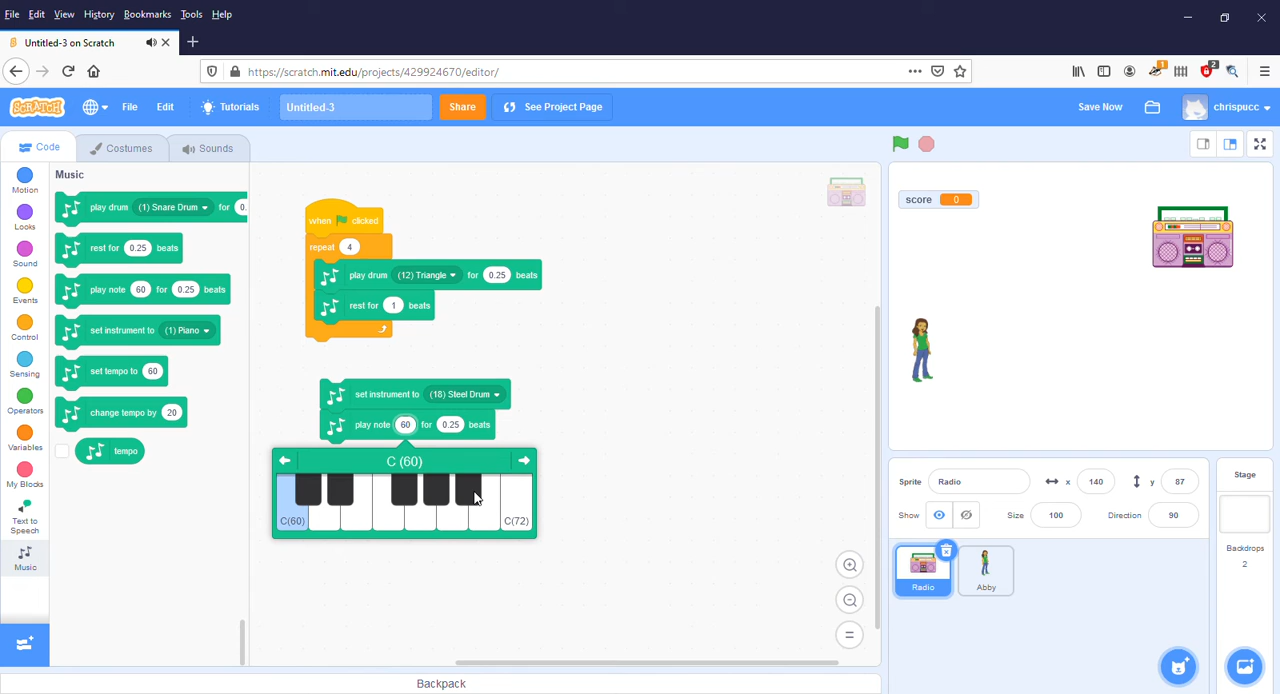 File Edit View History Bookmarks Tools Help
Untitled-3 on Scratch
https://scratch.mit.edu/projects/429924670/editor/
1
2
SCRATCH File Edit Tutorials Untitled-3 Share See Project Page Save Now chrispucc
Code Costumes Sounds
Motion
Looks
Sound
Events
Control
Sensing
Operators
Variables
My Blocks
Text to
Speech
Music
Music
play drum (1) Snare Drum for 0.
rest for 0.25 beats
play note 60 for 0.25 beats
set instrument to (1) Piano
set tempo to 60
change tempo by 20
tempo
when clicked
repeat 4
play drum (12) Triangle for 0.25 beats
rest for 1 beats
set instrument to (18) Steel Drum
play note 60 for 0.25 beats
C (60)
C(60) C(72)
Backpack
score 0
Sprite Radio x 140 y 87
Show Size 100 Direction 90
Radio
Abby
Stage
Backdrops
2